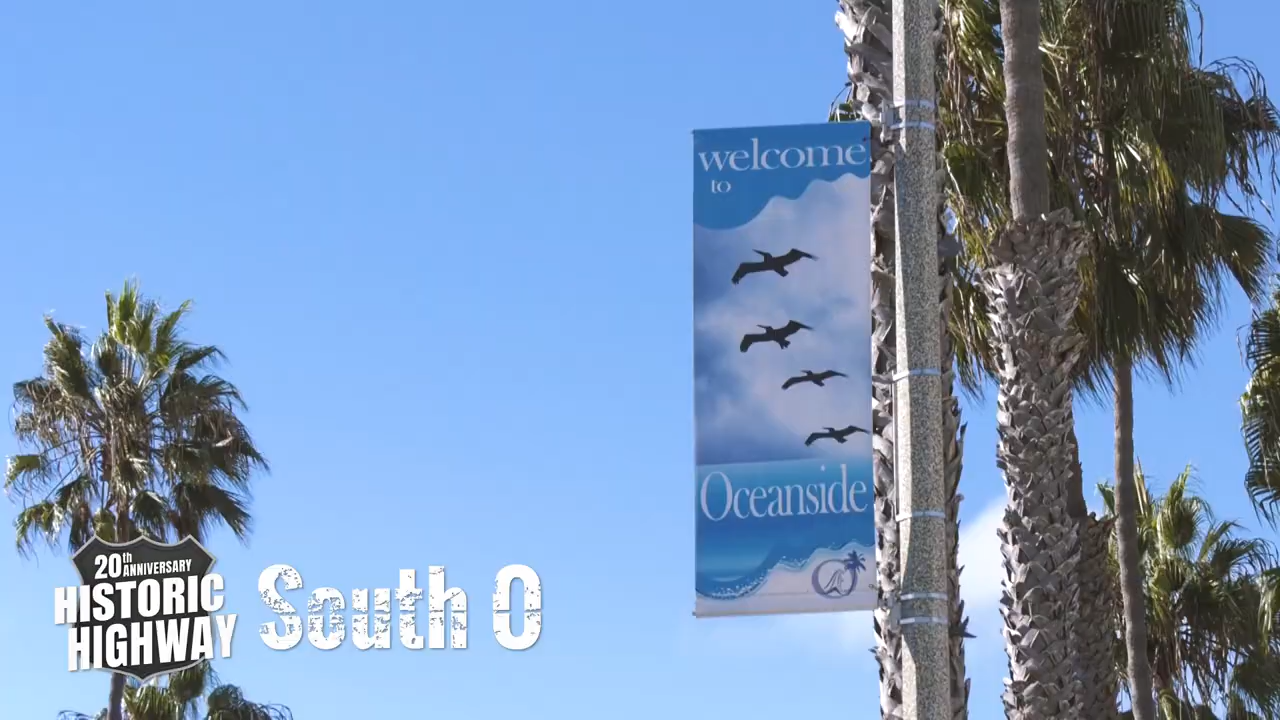 welcome
to
Oceanside
20th ANNIVERSARY
HISTORIC
HIGHWAY
South O